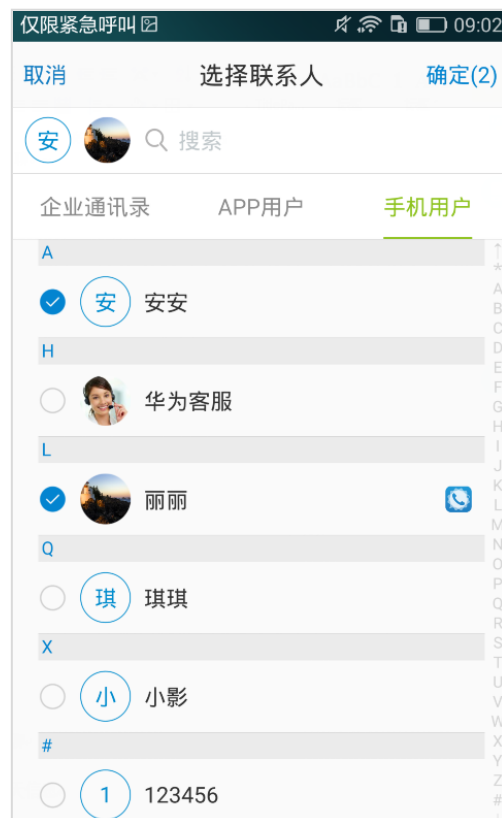 仅限紧急呼叫 09:02
取消 选择联系人 确定(2)
安 搜索
企业通讯录 APP用户 手机用户
A
安 安安
H
华为客服
L
丽丽
Q
琪 琪琪
X
小 小影
#
1 123456
↑
*
A
B
C
D
E
F
G
H
I
J
K
L
M
N
O
P
Q
R
S
T
U
V
W
X
Y
Z
#